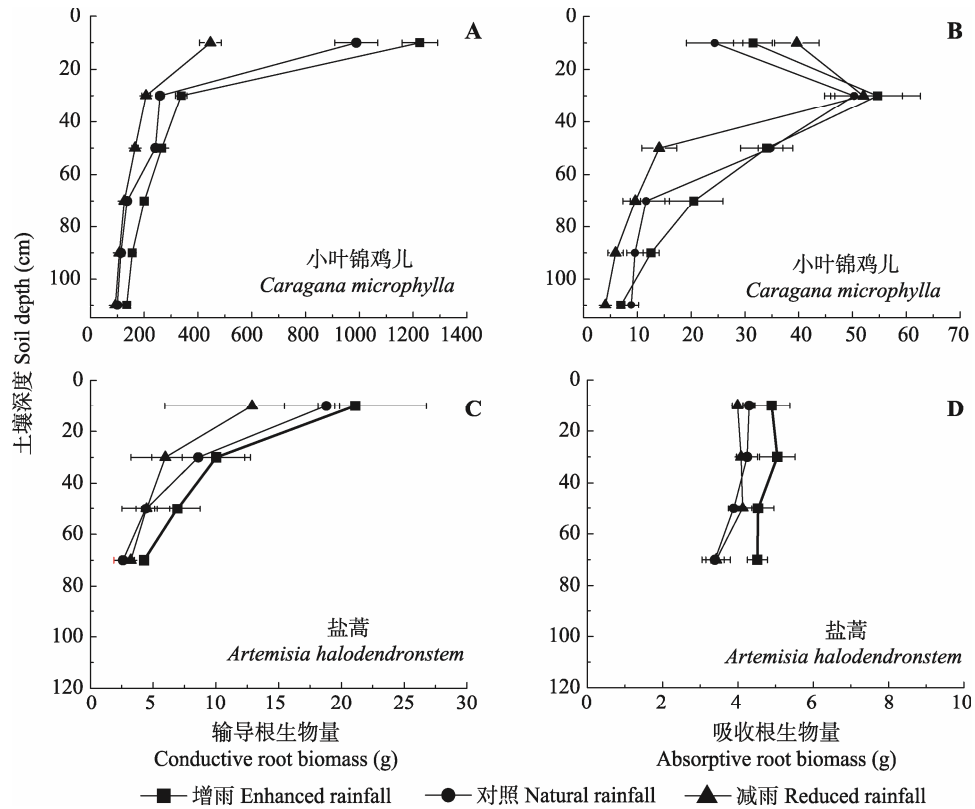 A
0
20
40
60
80
100
0 200 400 600 800 1000 1200 1400
小叶锦鸡儿
Caragana microphylla
B
0
20
40
60
80
100
0 10 20 30 40 50 60 70
小叶锦鸡儿
Caragana microphylla
土壤深度 Soil depth (cm)
C
0
20
40
60
80
100
120
0 5 10 15 20 25 30
盐蒿
Artemisia halodendronstem
输导根生物量
Conductive root biomass (g)
D
0
20
40
60
80
100
120
0 2 4 6 8 10
盐蒿
Artemisia halodendronstem
吸收根生物量
Absorptive root biomass (g)
增雨 Enhanced rainfall 对照 Natural rainfall 减雨 Reduced rainfall